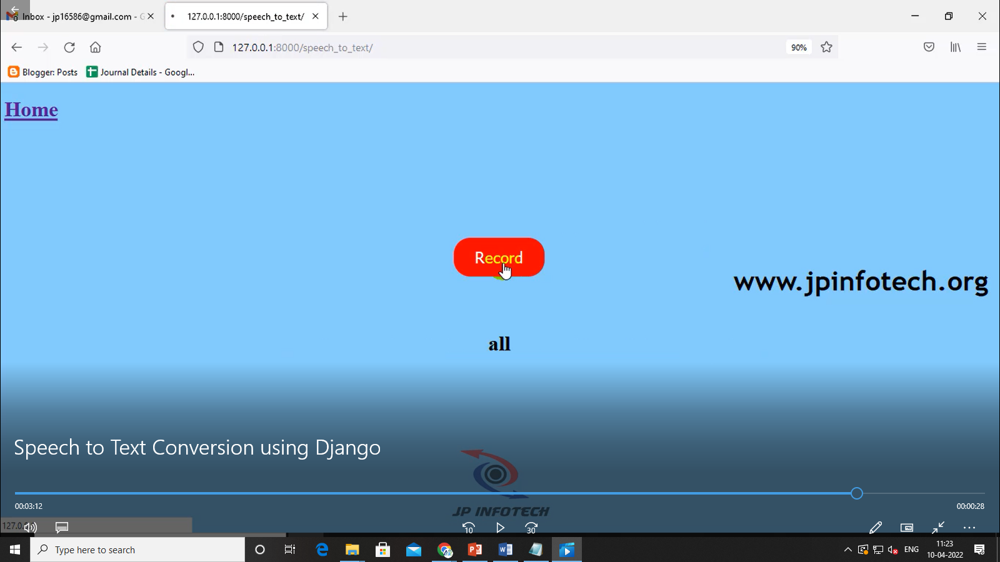 Inbox - jp16586@gmail.com - G
127.0.0.1:8000/speech_to_text/
127.0.0.1:8000/speech_to_text/
90%
Blogger: Posts
Journal Details - Googl...
Home
Record
www.jpinfotech.org
all
Speech to Text Conversion using Django
00:03:12
00:00:28
JP INFOTECH
127.0.
10
30
Type here to search
ENG
11:23
10-04-2022